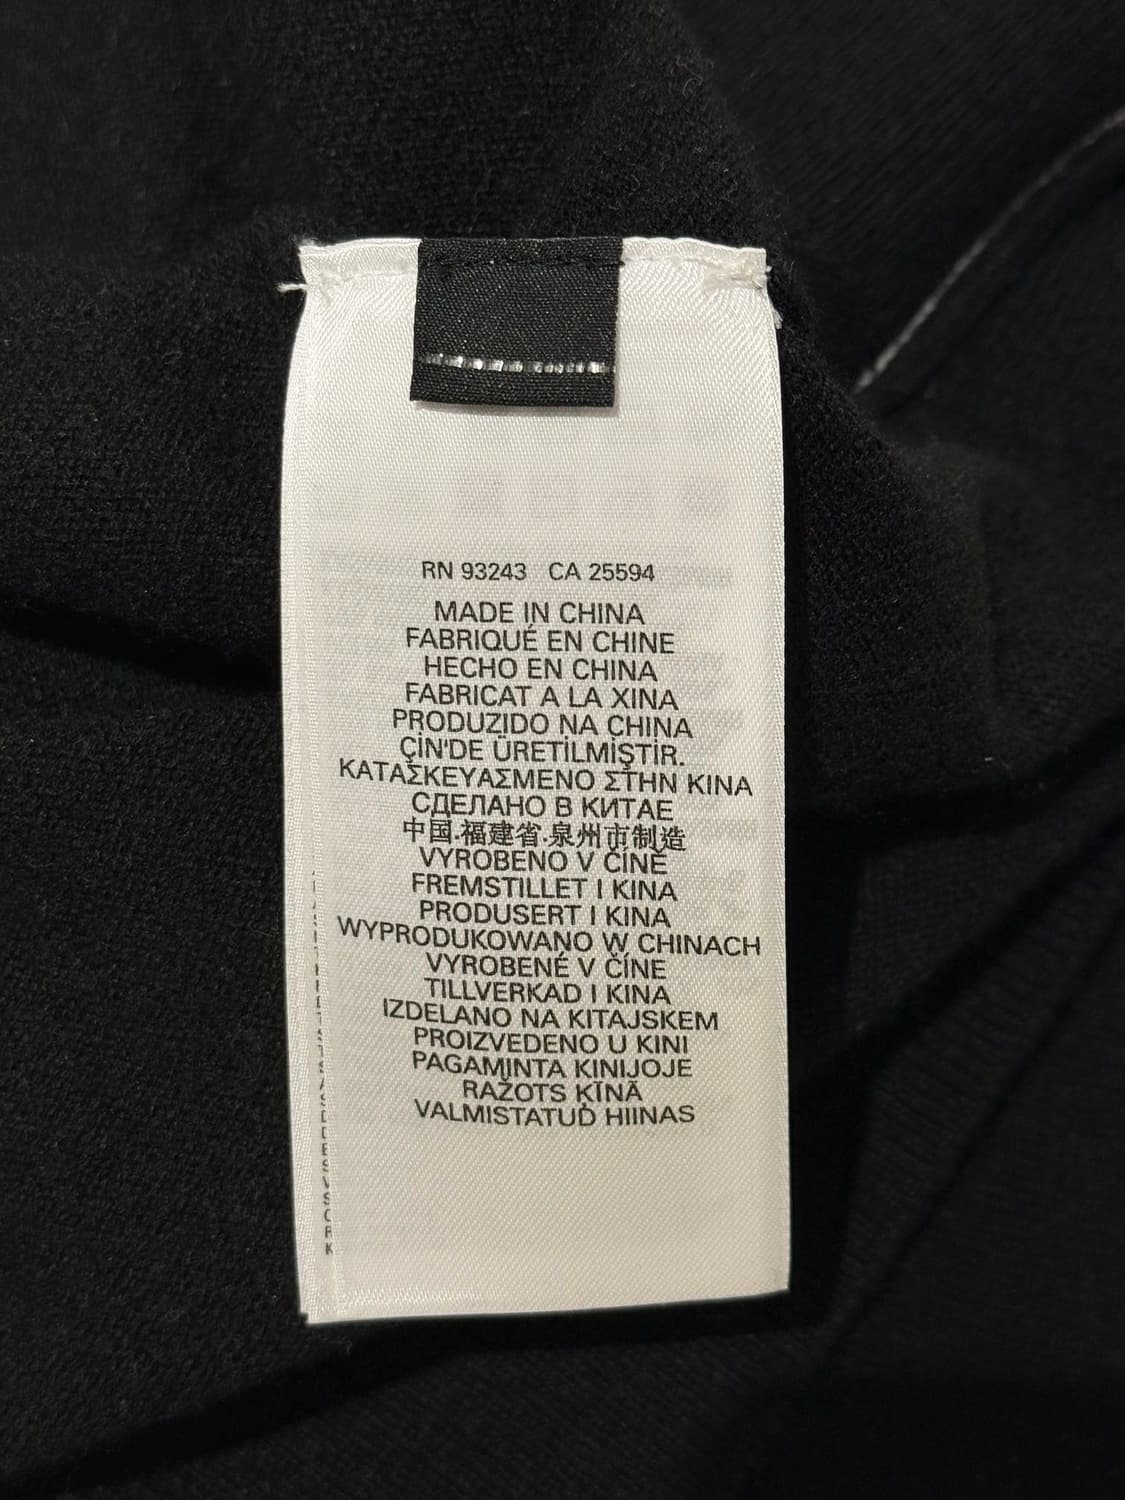 RN 93243 CA 25594
MADE IN CHINA
FABRIQUÉ EN CHINE
HECHO EN CHINA
FABRICAT A LA XINA
PRODUZIDO NA CHINA
ÇİN'DE ÜRETİLMİŞTİR.
ΚΑΤΑΣΚΕΥΑΣΜΕΝΟ ΣΤΗΝ ΚΙΝΑ
СДЕЛАНО В КИТАЕ
中国.福建省.泉州市制造
VYROBENO V ČÍNĚ
FREMSTILLET I KINA
PRODUSERT I KINA
WYPRODUKOWANO W CHINACH
VYROBENÉ V ČÍNE
TILLVERKAD I KINA
IZDELANO NA KITAJSKEM
PROIZVEDENO U KINI
PAGAMINTA KINIJOJE
RAŽOTS ĶĪNĀ
VALMISTATUD HIINAS